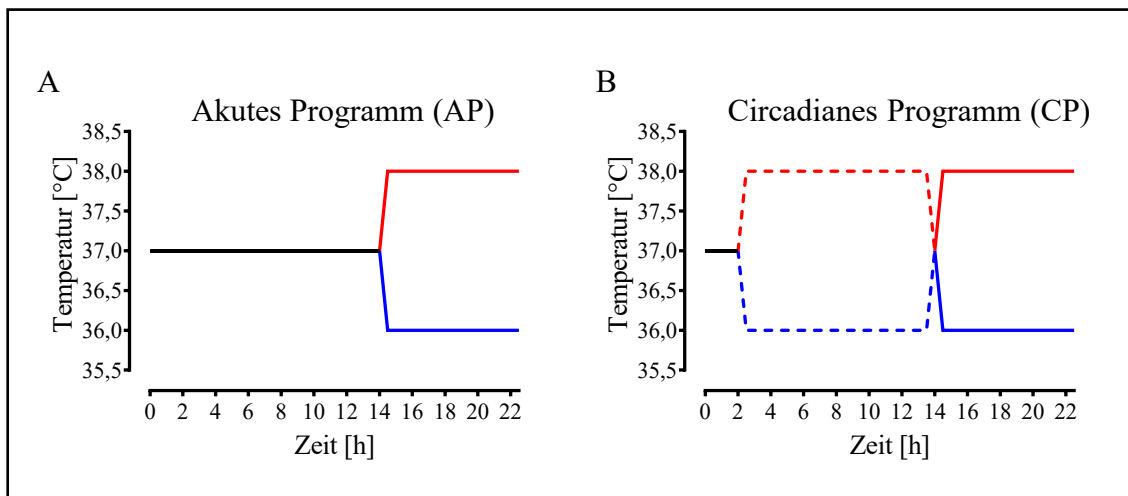 A
Akutes Programm (AP)
Temperatur [°C]
38,5
38,0
37,5
37,0
36,5
36,0
35,5
0 2 4 6 8 10 12 14 16 18 20 22
Zeit [h]
B
Circadianes Programm (CP)
Temperatur [°C]
38,5
38,0
37,5
37,0
36,5
36,0
35,5
0 2 4 6 8 10 12 14 16 18 20 22
Zeit [h]